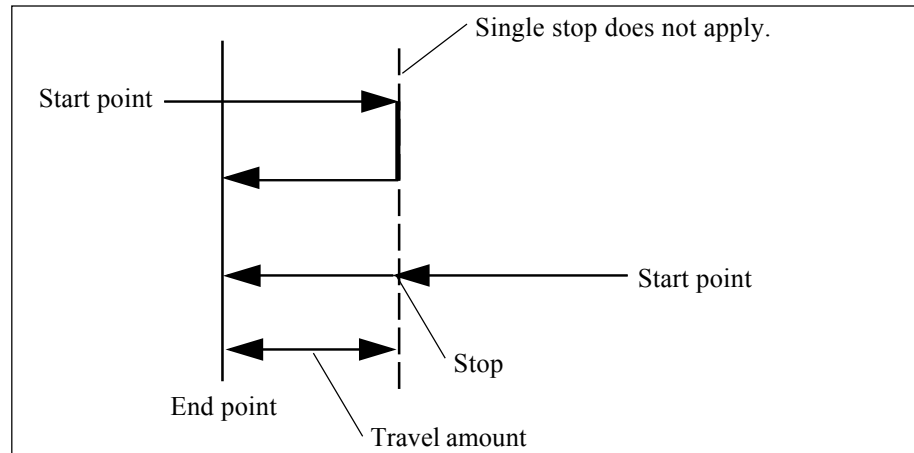 Single stop does not apply.
Start point
Start point
Stop
End point
Travel amount